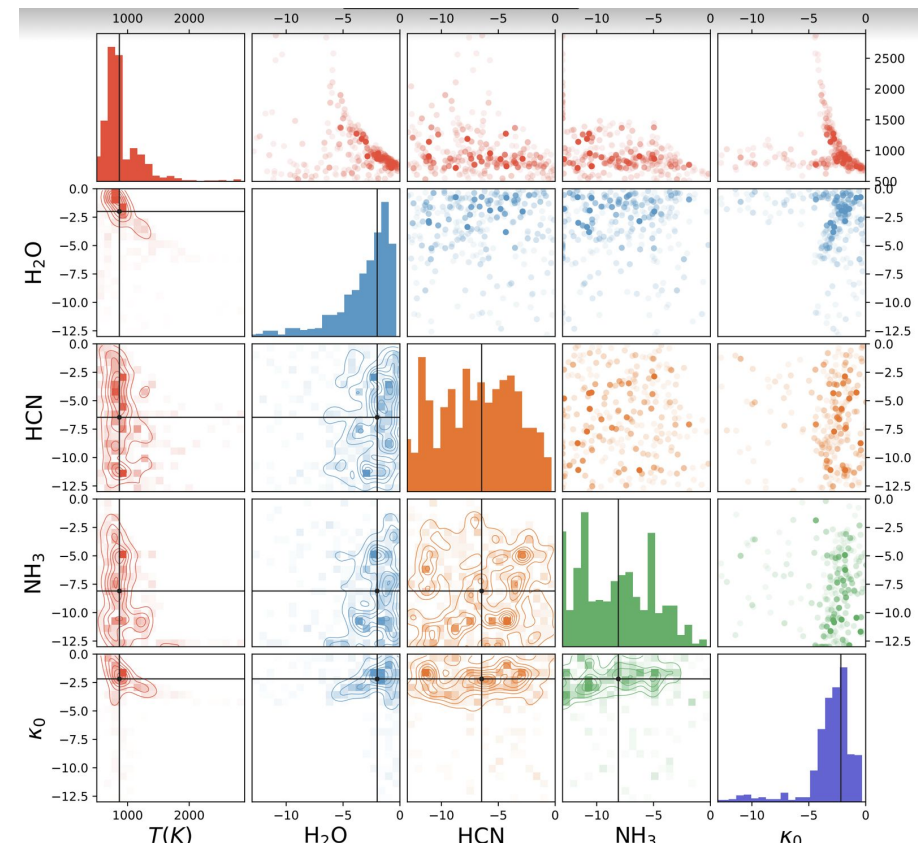 1000 2000 −10 −5 0 −10 −5 0 −10 −5 0 −10 −5 0
2500
2000
1500
1000
500
H₂O 0.0 −2.5 −5.0 −7.5 −10.0 −12.5
0.0 −2.5 −5.0 −7.5 −10.0 −12.5
HCN 0.0 −2.5 −5.0 −7.5 −10.0 −12.5
0.0 −2.5 −5.0 −7.5 −10.0 −12.5
NH₃ 0.0 −2.5 −5.0 −7.5 −10.0 −12.5
0.0 −2.5 −5.0 −7.5 −10.0 −12.5
κ₀ 0.0 −2.5 −5.0 −7.5 −10.0 −12.5
1000 2000 −10 −5 0 −10 −5 0 −10 −5 0 −10 −5 0
T(K) H₂O HCN NH₃ κ₀